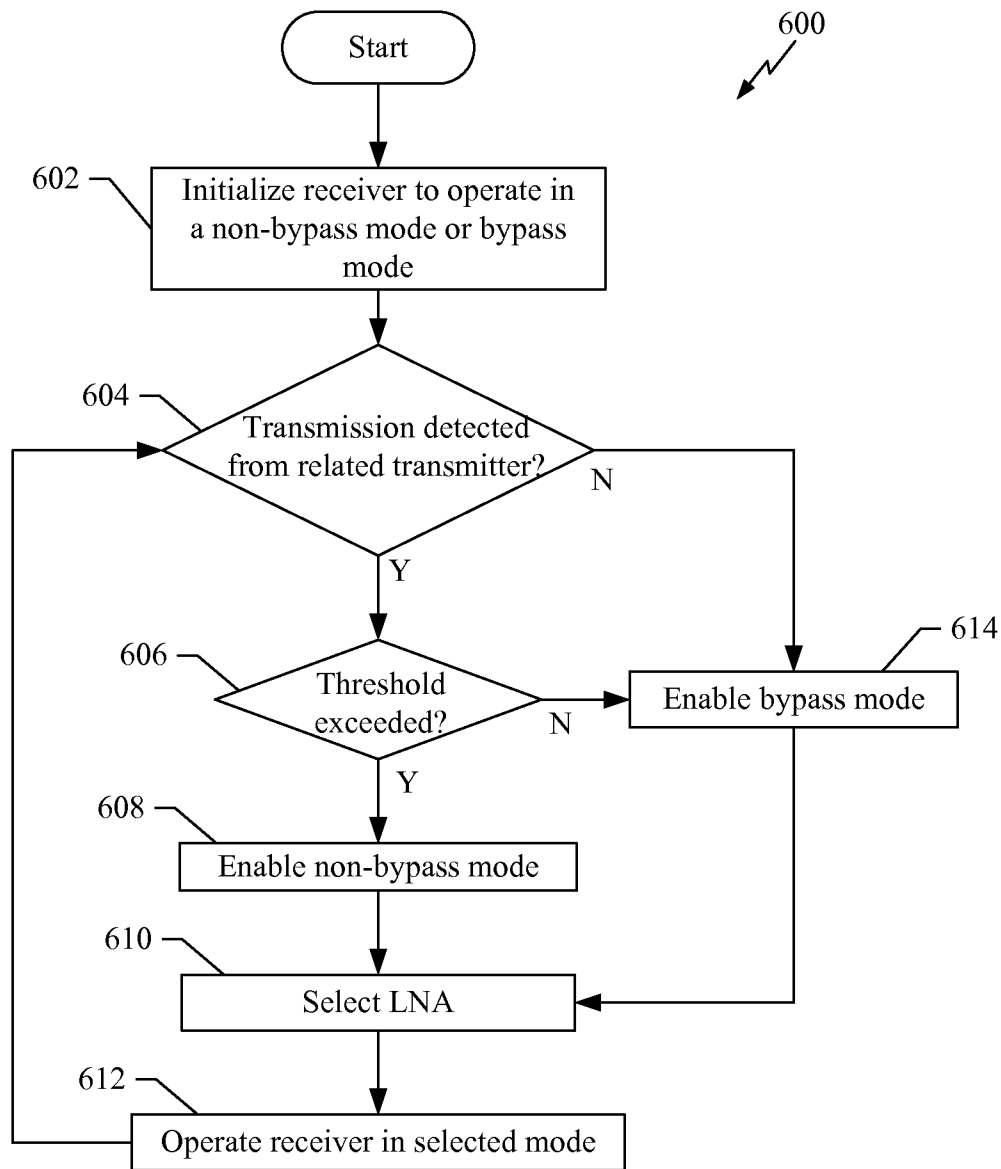 Start
600
602
Initialize receiver to operate in
a non-bypass mode or bypass
mode
604
Transmission detected
from related transmitter?
N
Y
614
606
Threshold
exceeded?
N
Enable bypass mode
Y
608
Enable non-bypass mode
610
Select LNA
612
Operate receiver in selected mode